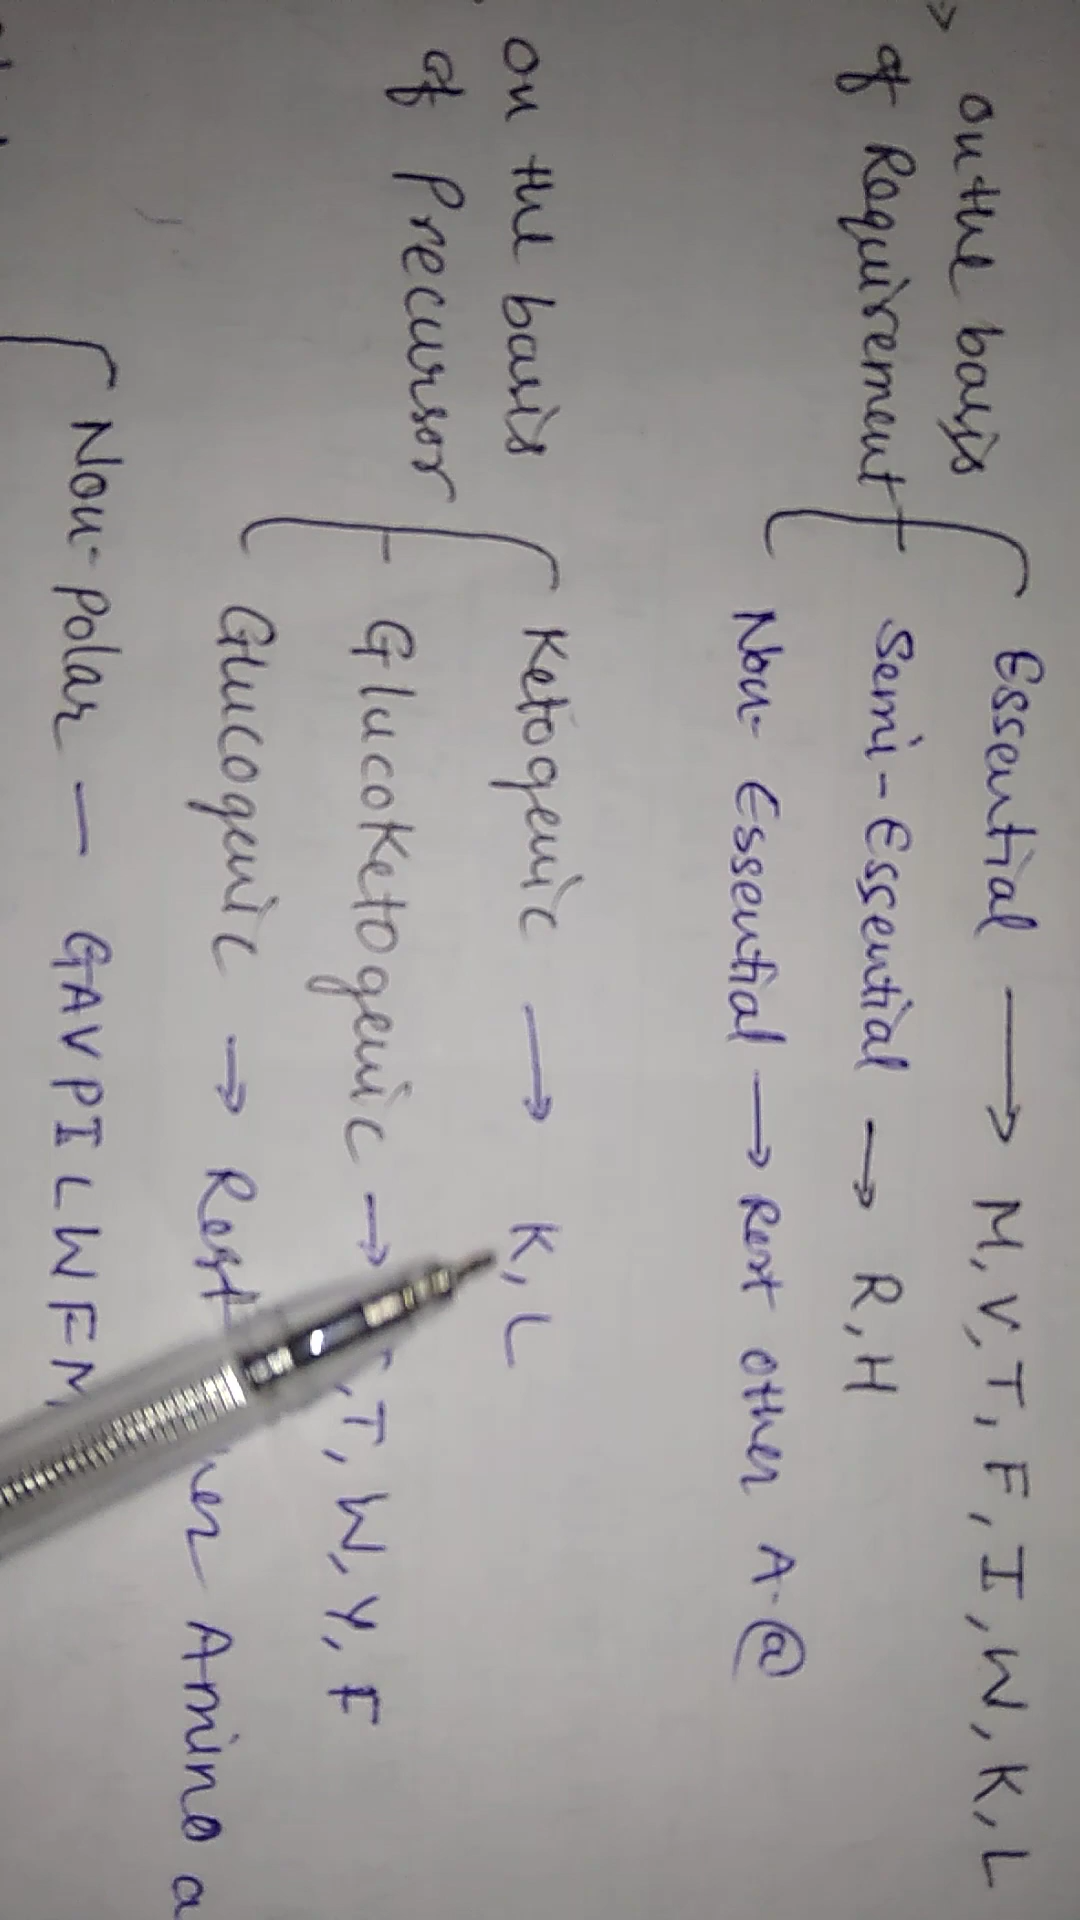 on the basis
of Requirement
Essential → M, V, T, F, I, W, K, L
Semi-Essential → R, H
Non-Essential → Rest other A.@
on the basis
of Precursor
Ketogenic → K, L
Glucoketogenic → , T, W, Y, F
Glucogenic → Rest Amino a
Non-polar — GAVPILWFM